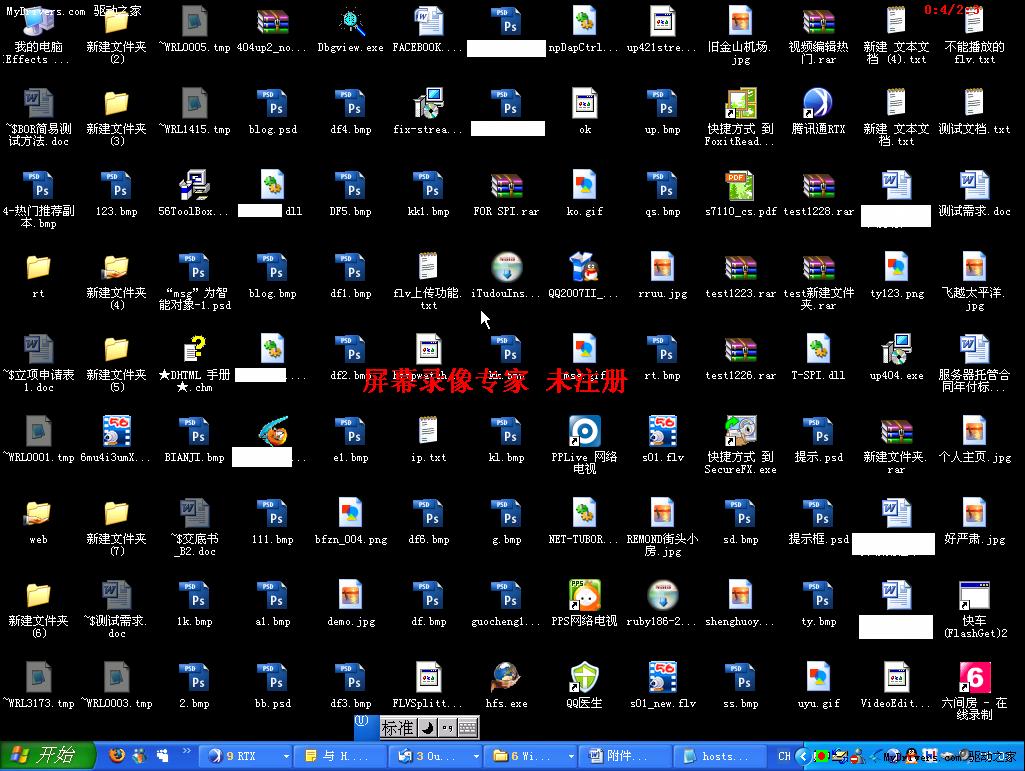 MyDrivers.com 驱动之家
我的电脑
Effects ...
新建文件夹
(2)
~WRL0005.tmp
404up2_no...
Dbgview.exe
FACEBOOK....
npDapCtrl...
up421stre...
旧金山机场.
jpg
视频编辑热
门.rar
新建 文本文
档 (4).txt
不能播放的
flv.txt
~$BOR简易测
试方法.doc
新建文件夹
(3)
~WRL1415.tmp
blog.psd
df4.bmp
fix-strea...
ok
up.bmp
快捷方式 到
FoxitRead...
腾讯通RTX
新建 文本文
档.txt
测试文档.txt
4-热门推荐副
本.bmp
123.bmp
56ToolBox...
dll
DF5.bmp
kk1.bmp
FOR SPI.rar
ko.gif
qs.bmp
s7110_cs.pdf
test1228.rar
测试需求.doc
rt
新建文件夹
(4)
“msg”为智
能对象-1.psd
blog.bmp
df1.bmp
flv上传功能.
txt
iTudouIns...
QQ2007II_...
rruu.jpg
test1223.rar
test新建文件
夹.rar
ty123.png
飞越太平洋.
jpg
~$立项申请表
1.doc
新建文件夹
(5)
★DHTML 手册
★.chm
df2.bmp
屏幕录像专家 未注册
rt.bmp
test1226.rar
T-SPI.dll
up404.exe
服务器托管合
同年付标...
~WRL0001.tmp
6mu4i3umX...
BIANJI.bmp
e1.bmp
ip.txt
kl.bmp
PPLive 网络
电视
s01.flv
快捷方式 到
SecureFX.exe
提示.psd
新建文件夹.
rar
个人主页.jpg
web
新建文件夹
(7)
~$交底书
_B2.doc
111.bmp
bfzn_004.png
df6.bmp
g.bmp
NET-TUBOR...
REMOND街头小
房.jpg
sd.bmp
提示框.psd
好严肃.jpg
新建文件夹
(6)
~$测试需求.
doc
1k.bmp
a1.bmp
demo.jpg
df.bmp
guocheng1...
PPS网络电视
ruby186-2...
shenghuoy...
ty.bmp
快车
(FlashGet)2
~WRL3173.tmp
~WRL0003.tmp
2.bmp
bb.psd
df3.bmp
FLVSplitt...
hfs.exe
QQ医生
s01_new.flv
ss.bmp
uyu.gif
VideoEdit...
六间房 - 在
线录制
标准
开始
9 RTX
与 H...
3 Ou...
6 Wi...
附件...
hosts...
CH
MyDrivers.com 驱动之家